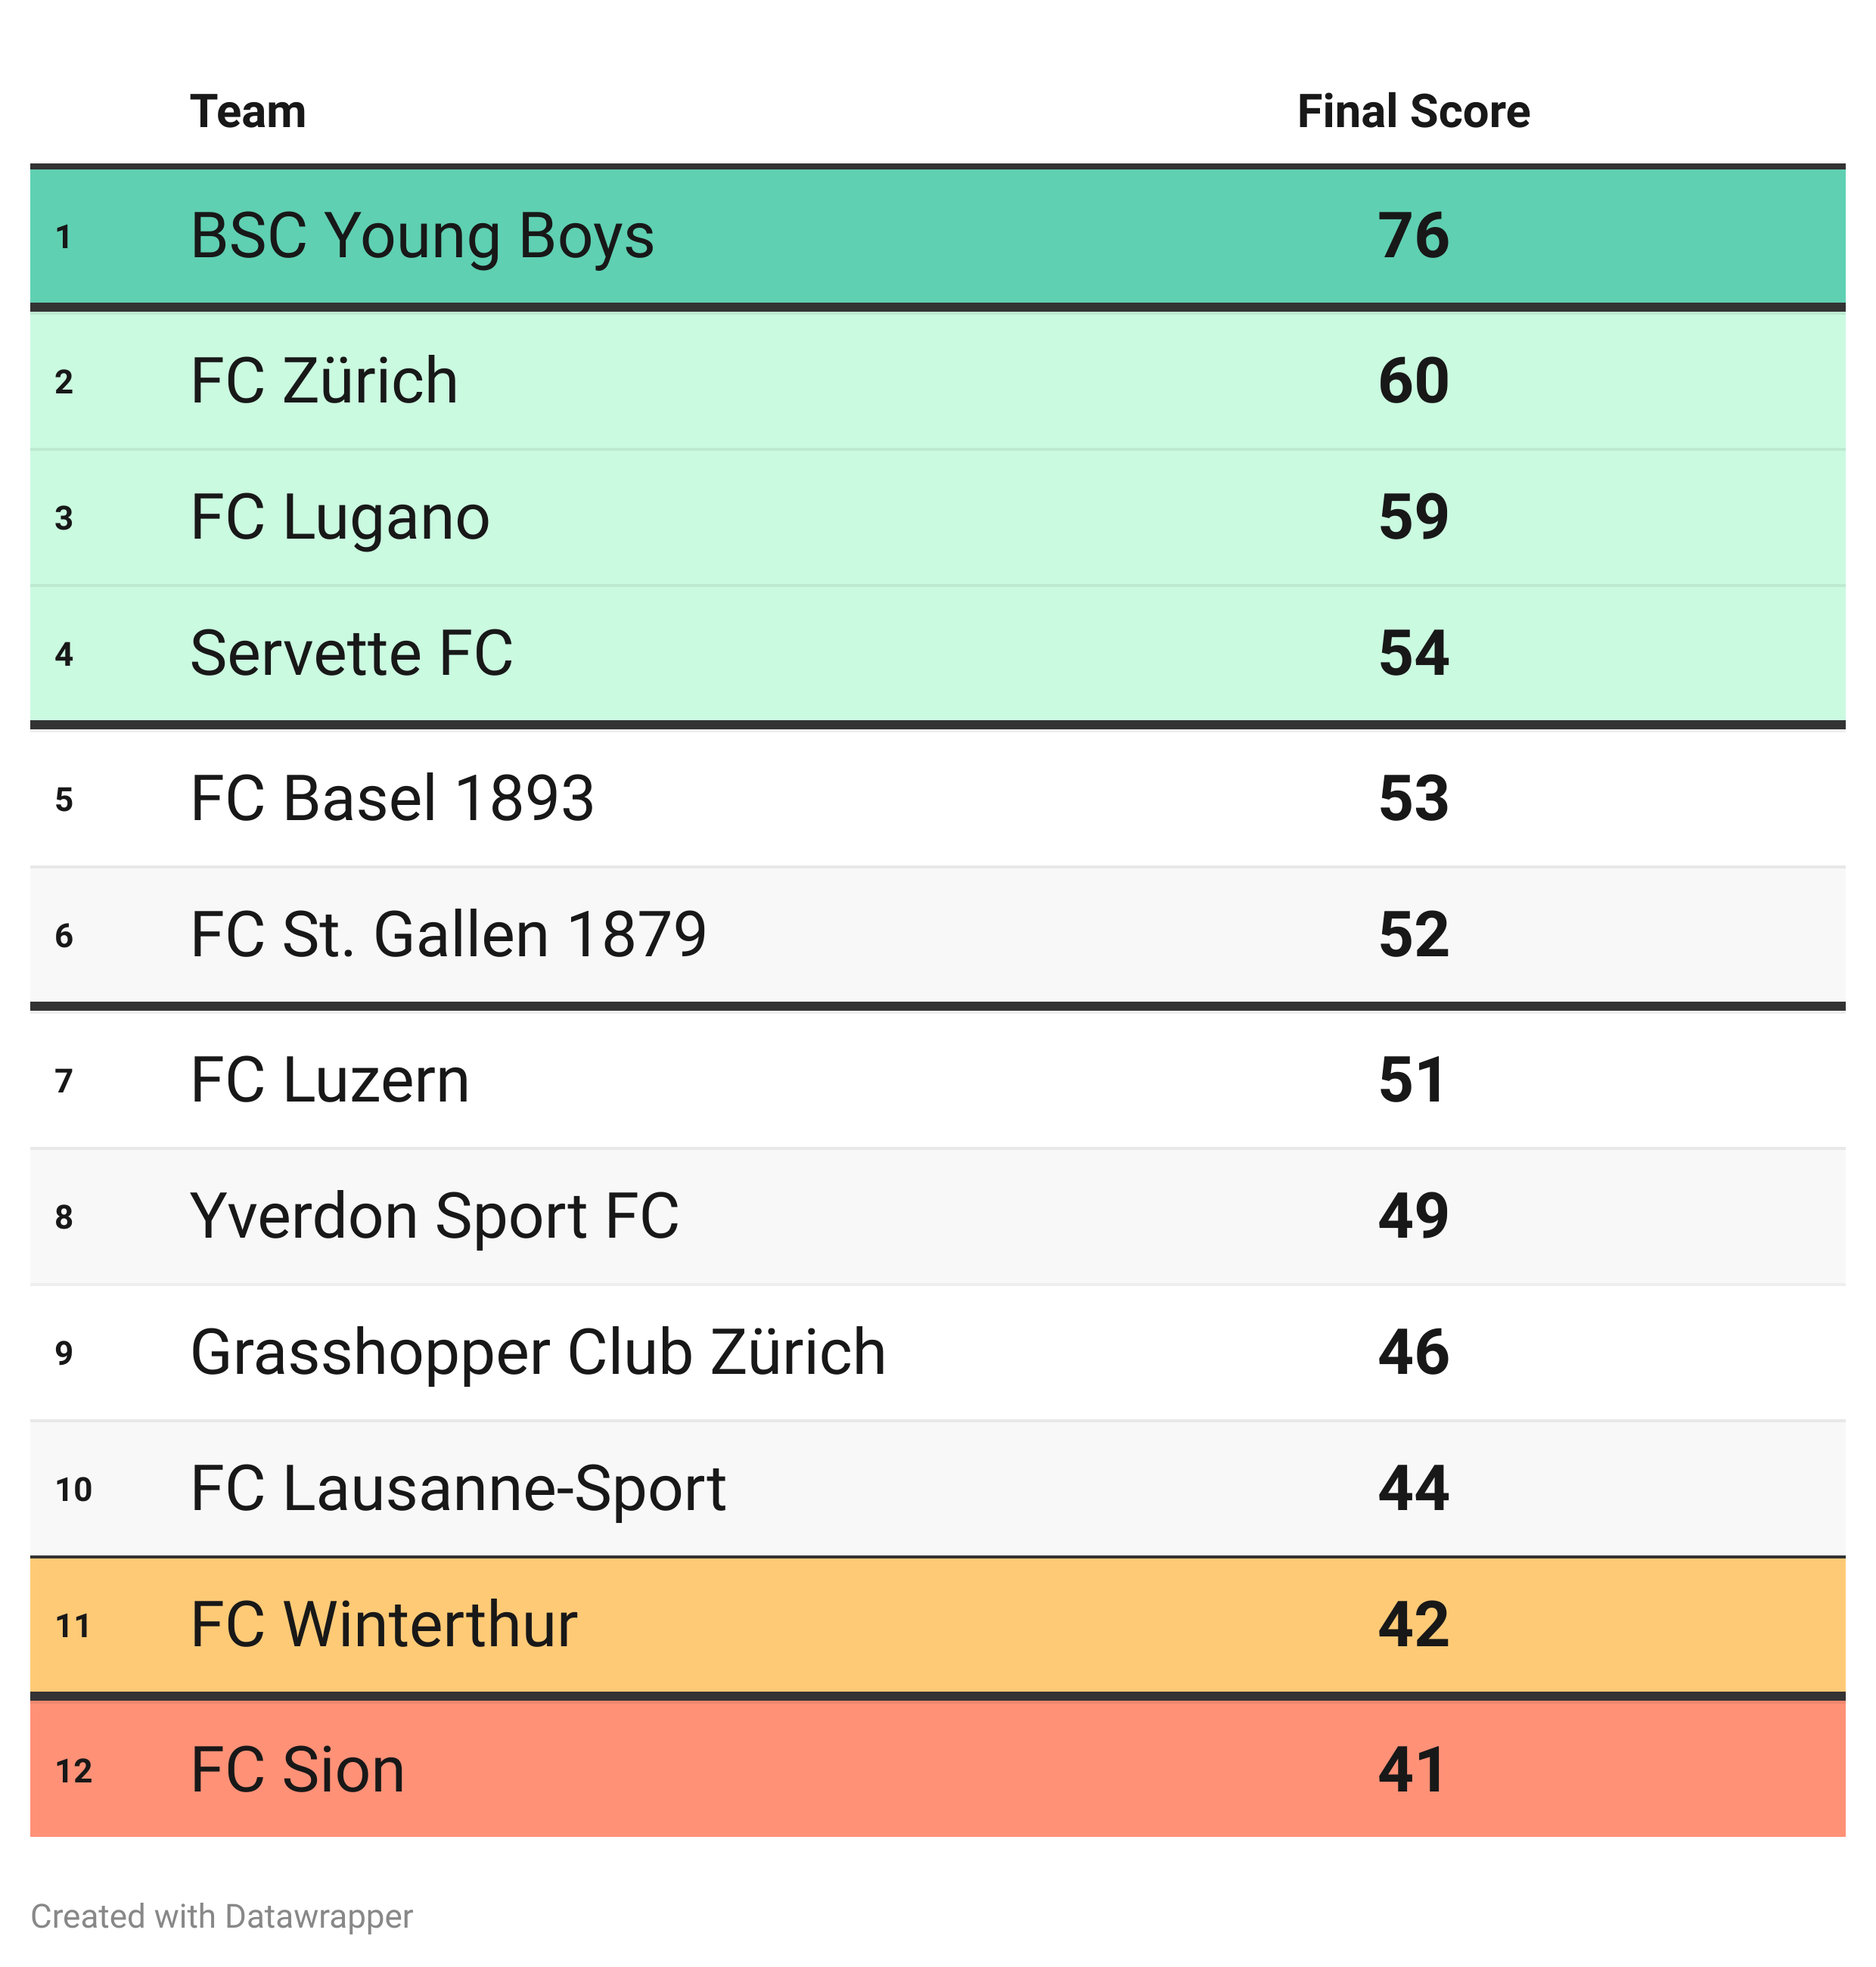 Team Final Score
1 BSC Young Boys 76
2 FC Zürich 60
3 FC Lugano 59
4 Servette FC 54
5 FC Basel 1893 53
6 FC St. Gallen 1879 52
7 FC Luzern 51
8 Yverdon Sport FC 49
9 Grasshopper Club Zürich 46
10 FC Lausanne-Sport 44
11 FC Winterthur 42
12 FC Sion 41
Created with Datawrapper